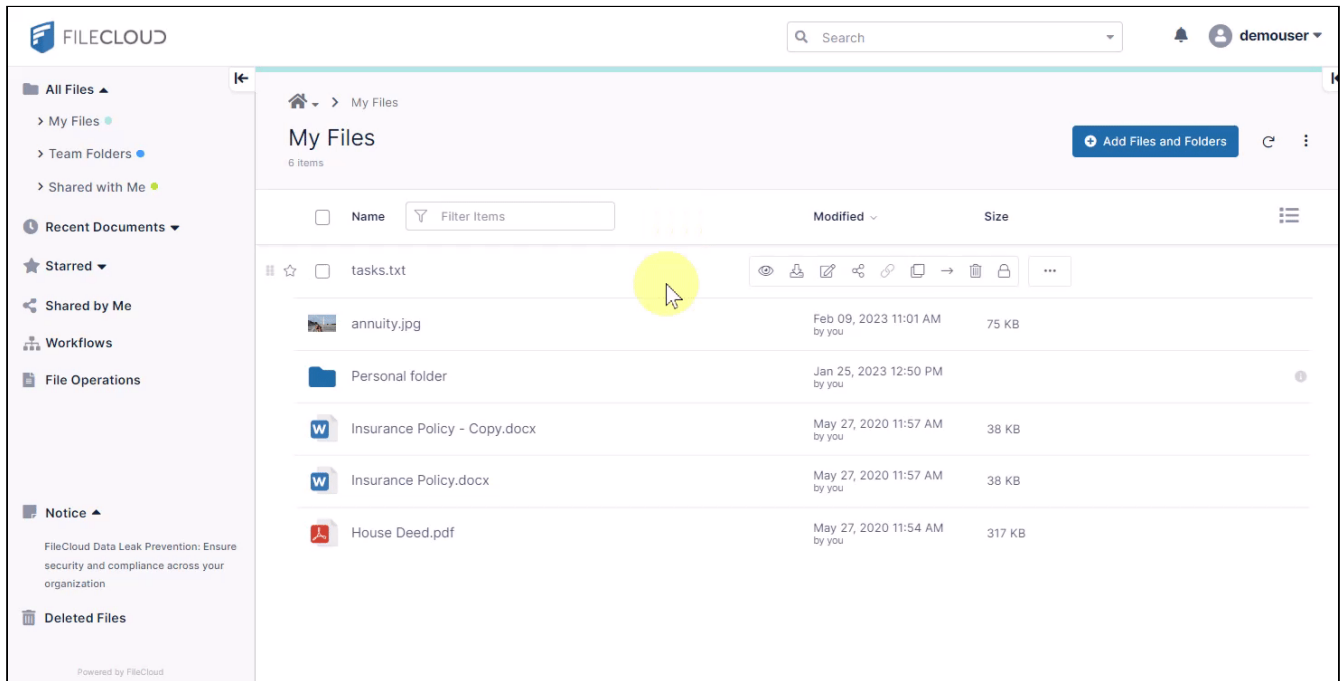 FILECLOUD
Search
demouser
All Files
My Files
Team Folders
Shared with Me
Recent Documents
Starred
Shared by Me
Workflows
File Operations
Notice
FileCloud Data Leak Prevention: Ensure
security and compliance across your
organization
Deleted Files
Powered by FileCloud
My Files
My Files
6 items
Add Files and Folders
Name
Filter Items
Modified
Size
tasks.txt
annuity.jpg
Feb 09, 2023 11:01 AM
by you
75 KB
Personal folder
Jan 25, 2023 12:50 PM
by you
W
Insurance Policy - Copy.docx
May 27, 2020 11:57 AM
by you
38 KB
W
Insurance Policy.docx
May 27, 2020 11:57 AM
by you
38 KB
House Deed.pdf
May 27, 2020 11:54 AM
by you
317 KB